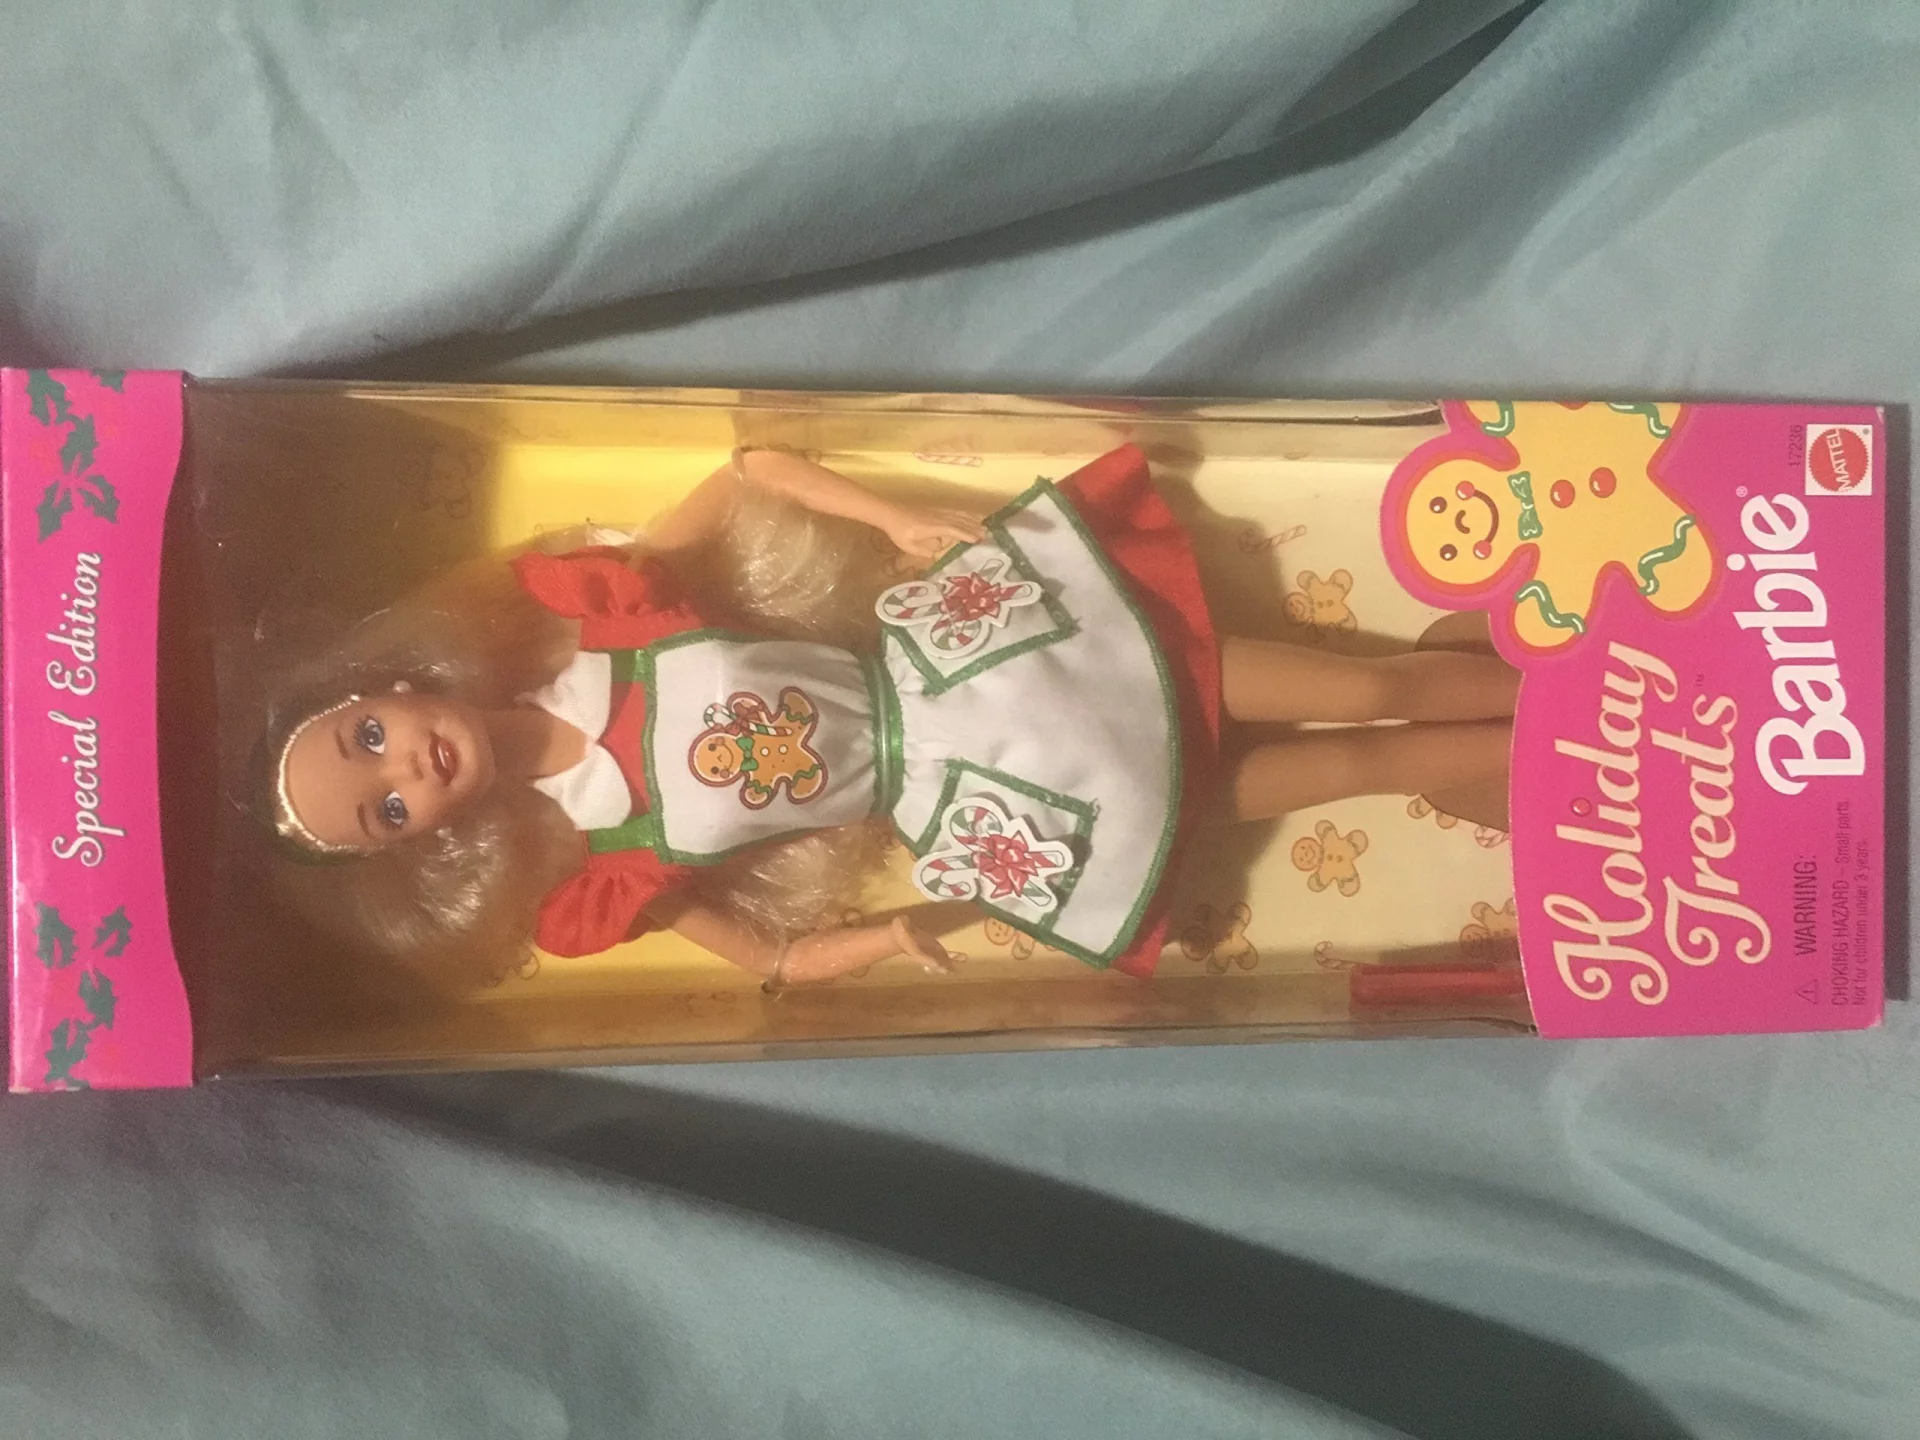 Special Edition
17236
MATTEL
Holiday
Treats™
Barbie®
WARNING:
CHOKING HAZARD - Small parts
Not for children under 3 years.